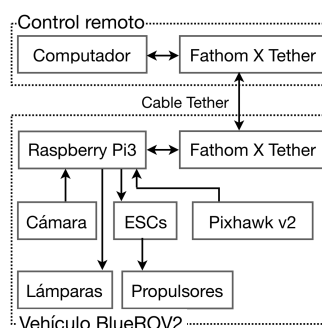 Control remoto
Computador
Fathom X Tether
Cable Tether
Raspberry Pi3
Fathom X Tether
Cámara
ESCs
Pixhawk v2
Lámparas
Propulsores
Vehículo BlueROV2